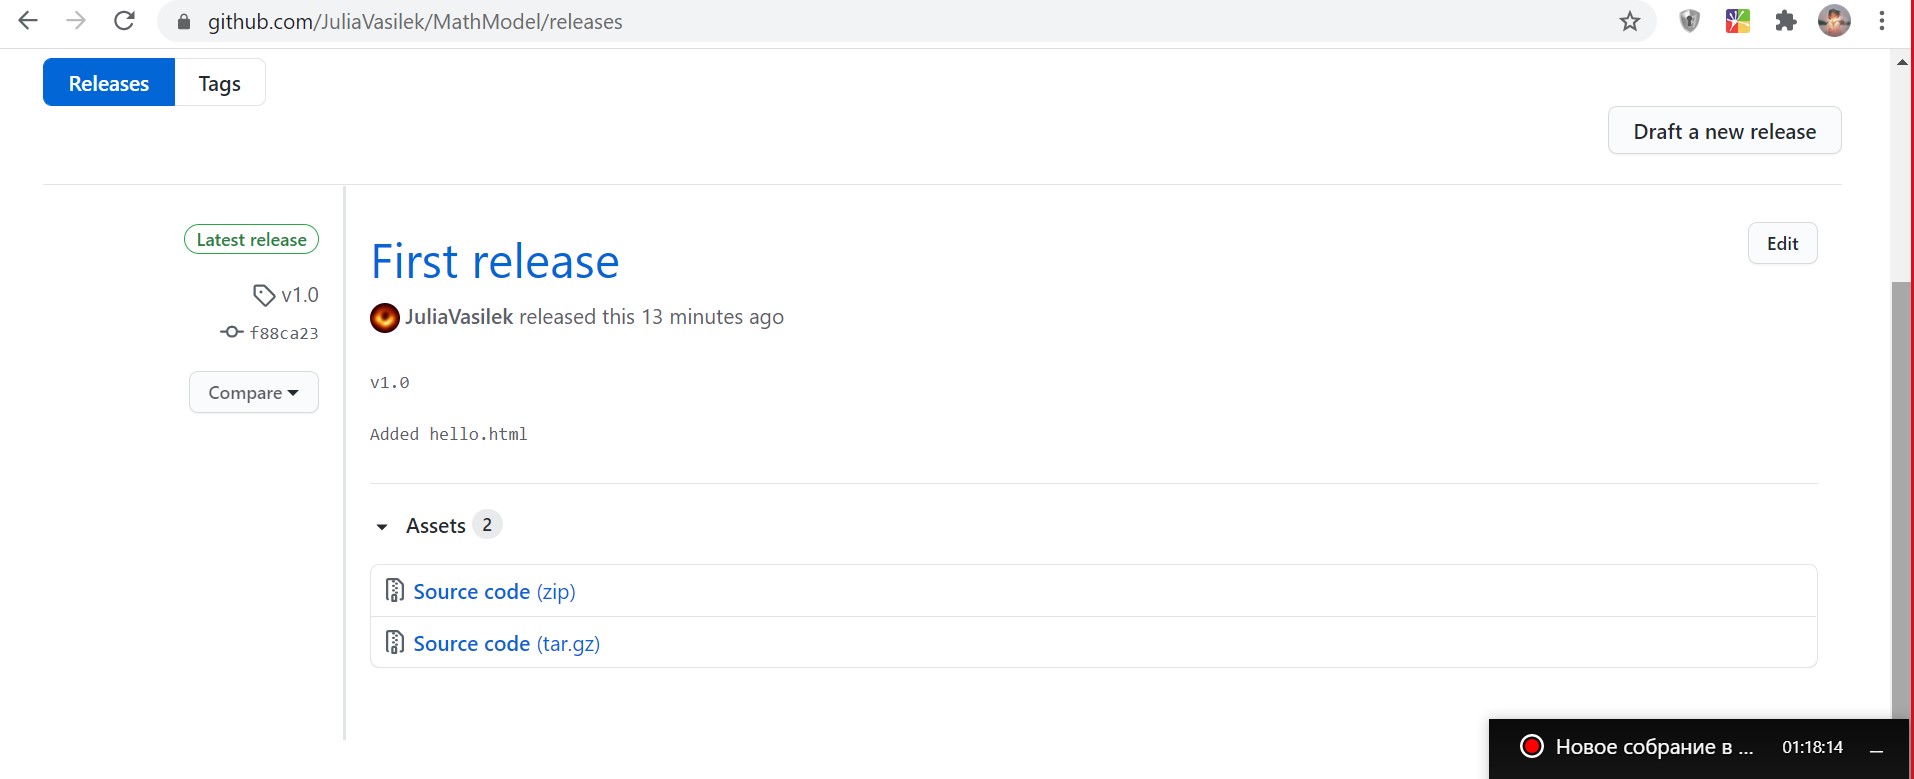 github.com/JuliaVasilek/MathModel/releases
Releases Tags
Draft a new release
Latest release
v1.0
f88ca23
Compare
First release
Edit
JuliaVasilek released this 13 minutes ago
v1.0
Added hello.html
Assets 2
Source code (zip)
Source code (tar.gz)
Новое собрание в ... 01:18:14